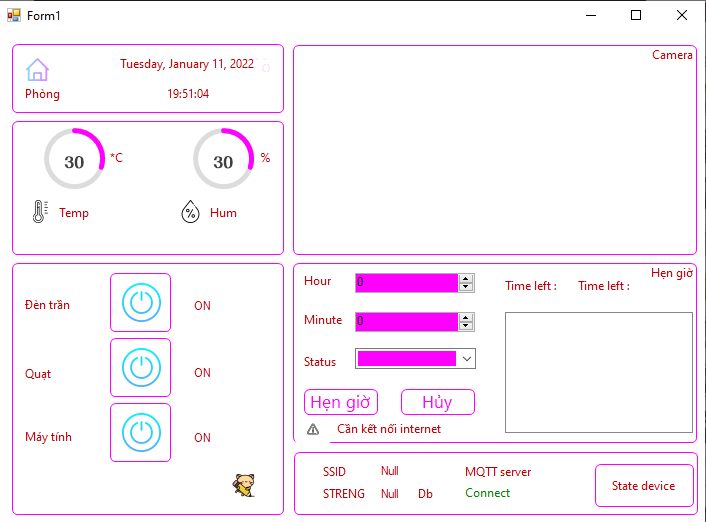 Form1
Tuesday, January 11, 2022
Phòng
19:51:04
30 °C
30 %
Temp
Hum
Đèn trần ON
Quạt ON
Máy tính ON
Camera
Hẹn giờ
Hour 0
Time left :
Time left :
Minute 0
Status
Hẹn giờ
Hủy
Cần kết nối internet
SSID Null
MQTT server
STRENG Null Db
Connect
State device